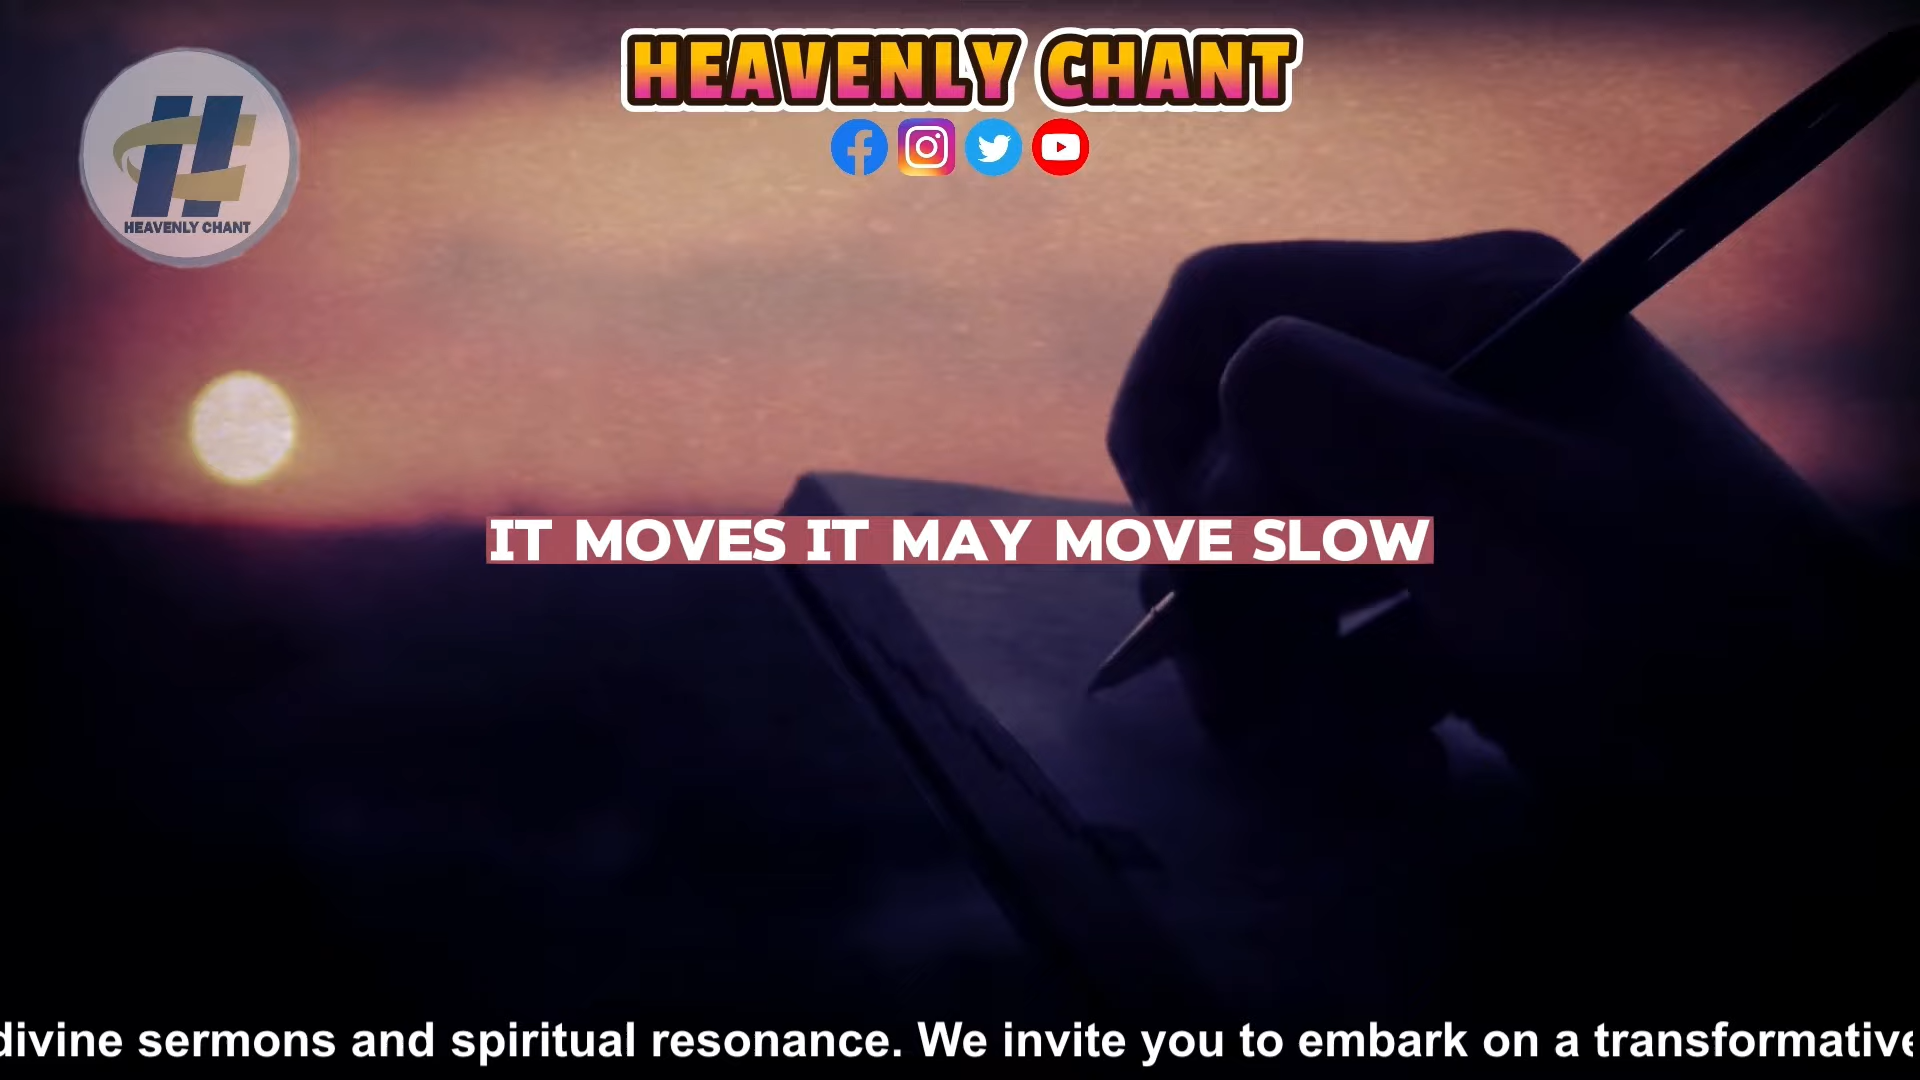 HEAVENLY CHANT
HEAVENLY CHANT
IT MOVES IT MAY MOVE SLOW
divine sermons and spiritual resonance. We invite you to embark on a transformative